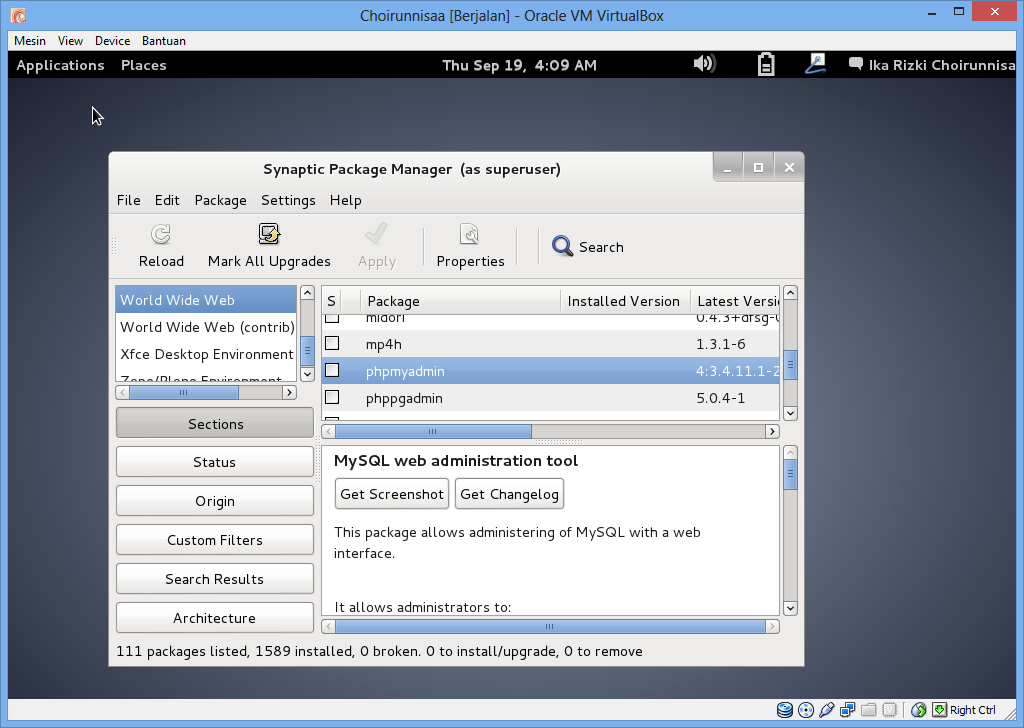 Choirunnisaa [Berjalan] - Oracle VM VirtualBox
Mesin View Device Bantuan
Applications Places Thu Sep 19, 4:09 AM Ika Rizki Choirunnisa
Synaptic Package Manager (as superuser)
File Edit Package Settings Help
Reload Mark All Upgrades Apply Properties Search
World Wide Web
World Wide Web (contrib)
Xfce Desktop Environment
Zope/Plone Environment
S Package Installed Version Latest Versi
midori 0.4.3+dfsg-0
mp4h 1.3.1-6
phpmyadmin 4:3.4.11.1-2
phppgadmin 5.0.4-1
Sections
Status
Origin
Custom Filters
Search Results
Architecture
MySQL web administration tool
Get Screenshot Get Changelog
This package allows administering of MySQL with a web
interface.
It allows administrators to:
111 packages listed, 1589 installed, 0 broken. 0 to install/upgrade, 0 to remove
Right Ctrl